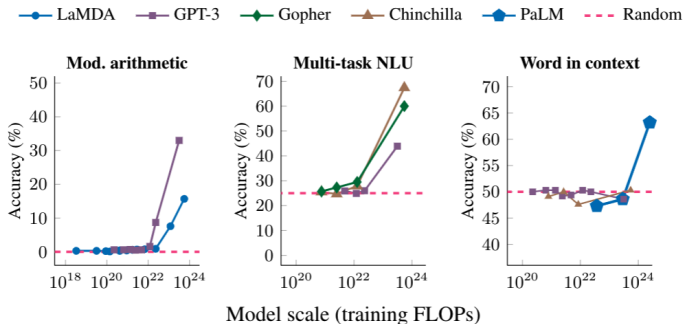 LaMDA GPT-3 Gopher Chinchilla PaLM Random
Mod. arithmetic Multi-task NLU Word in context
Accuracy (%)
50
40
30
20
10
0
10^18 10^20 10^22 10^24
Accuracy (%)
70
60
50
40
30
20
10
0
10^20 10^22 10^24
Accuracy (%)
70
65
60
55
50
45
40
10^20 10^22 10^24
Model scale (training FLOPs)